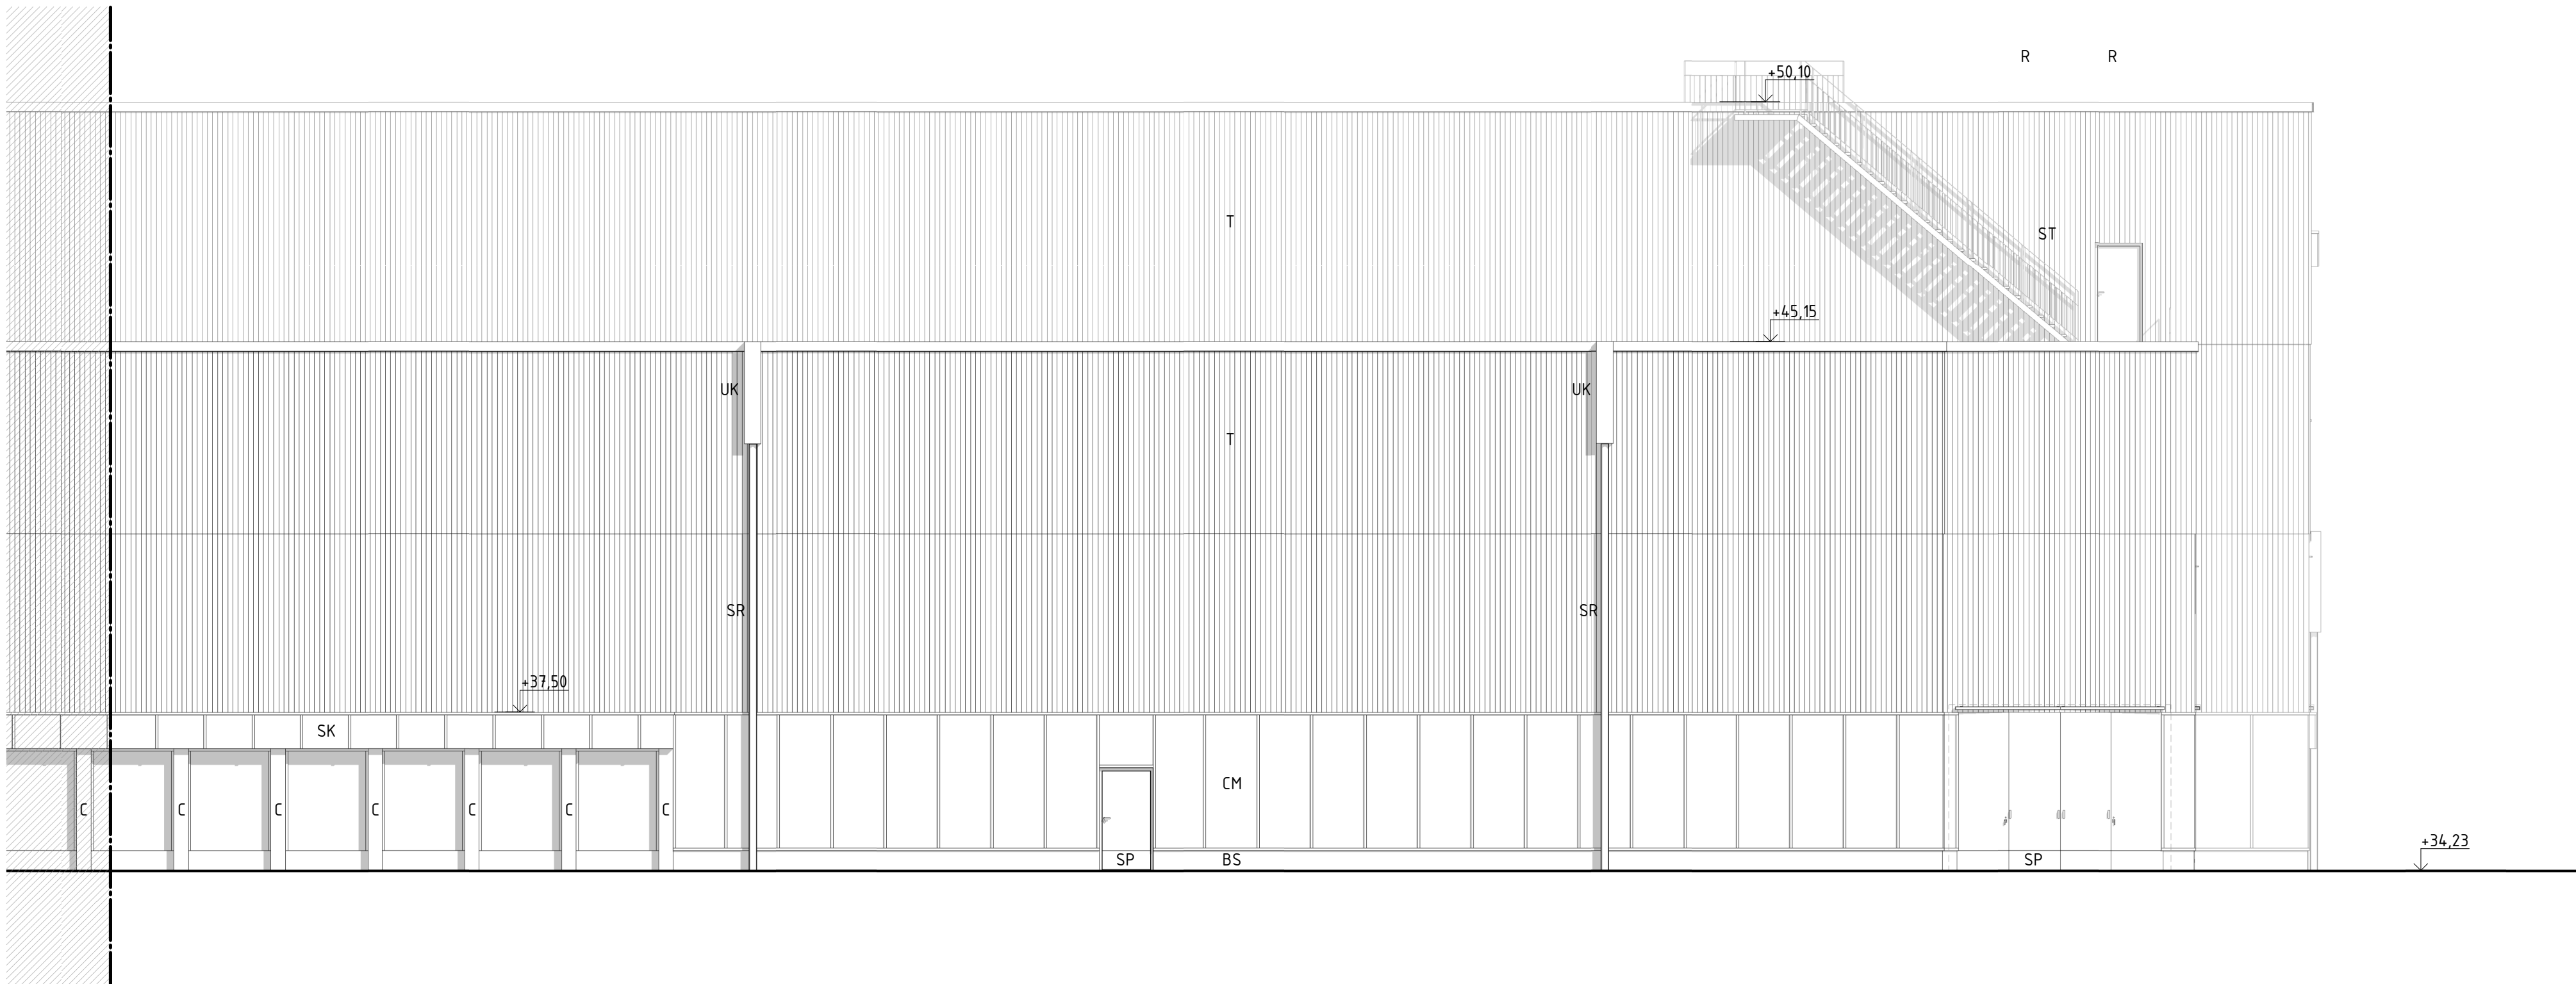 R R
+50,10
T
ST
+45,15
UK UK
T
SR SR
+37,50
SK
CM
C C C C C C C
+34,23
SP BS SP